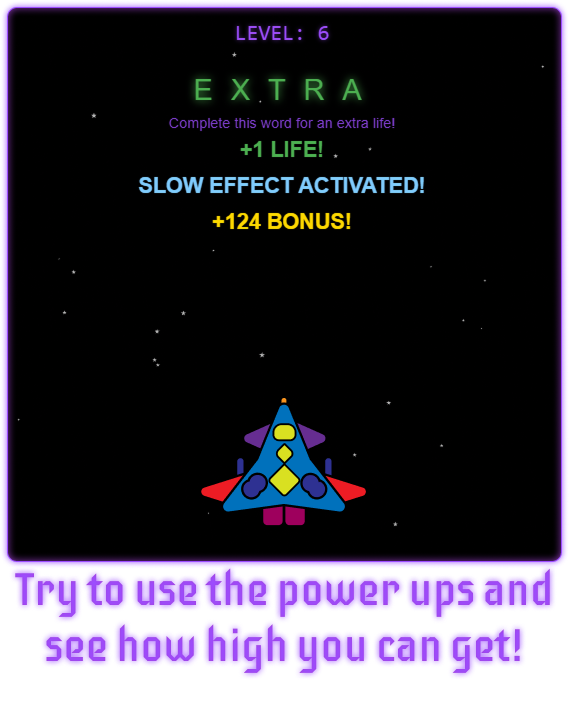 LEVEL: 6
E X T R A
Complete this word for an extra life!
+1 LIFE!
SLOW EFFECT ACTIVATED!
+124 BONUS!
Try to use the power ups and
see how high you can get!